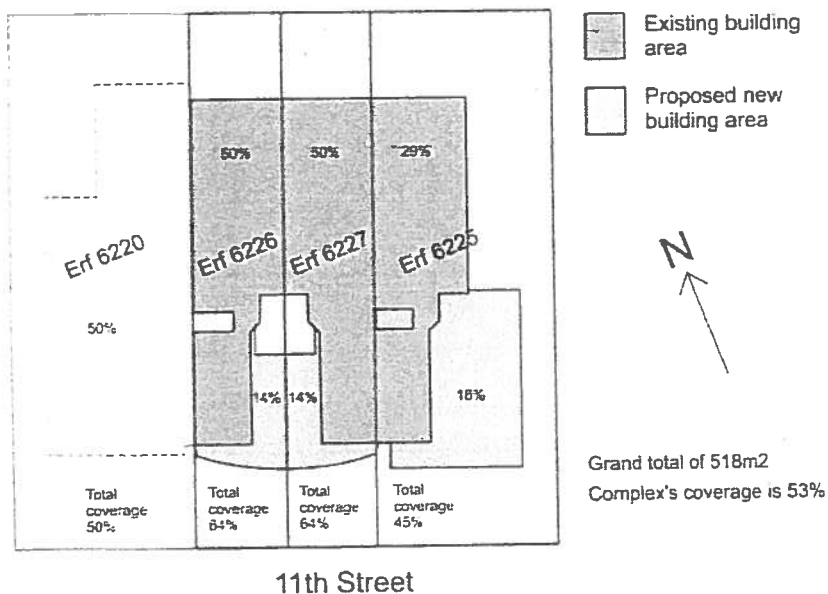 Existing building
area
Proposed new
building area
50%
50%
29%
Erf 6220
Erf 6226
Erf 6227
Erf 6225
N
50%
14%
14%
16%
Grand total of 518m2
Complex's coverage is 53%
Total
coverage
50%
Total
coverage
64%
Total
coverage
64%
Total
coverage
45%
11th Street